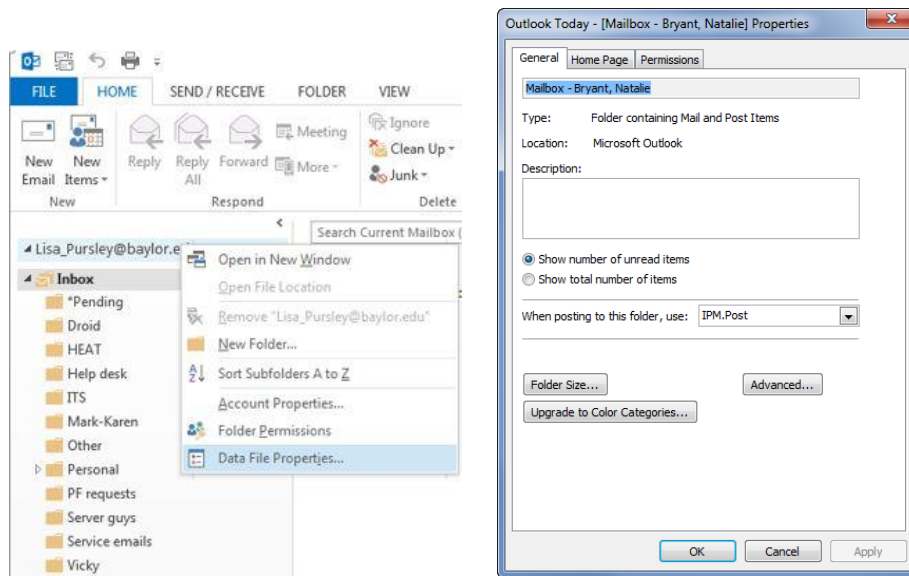 FILE HOME SEND / RECEIVE FOLDER VIEW
New Email
New Items
Reply
Reply All
Forward
Meeting
More
Ignore
Clean Up
Junk
New
Respond
Delete
Search Current Mailbox (
Lisa_Pursley@baylor.e
Inbox
*Pending
Droid
HEAT
Help desk
ITS
Mark-Karen
Other
Personal
PF requests
Server guys
Service emails
Vicky
Open in New Window
Open File Location
Remove "Lisa_Pursley@baylor.edu"
New Folder...
Sort Subfolders A to Z
Account Properties...
Folder Permissions
Data File Properties...
Outlook Today - [Mailbox - Bryant, Natalie] Properties
General Home Page Permissions
Mailbox - Bryant, Natalie
Type: Folder containing Mail and Post Items
Location: Microsoft Outlook
Description:
Show number of unread items
Show total number of items
When posting to this folder, use: IPM.Post
Folder Size... Advanced...
Upgrade to Color Categories...
OK Cancel Apply